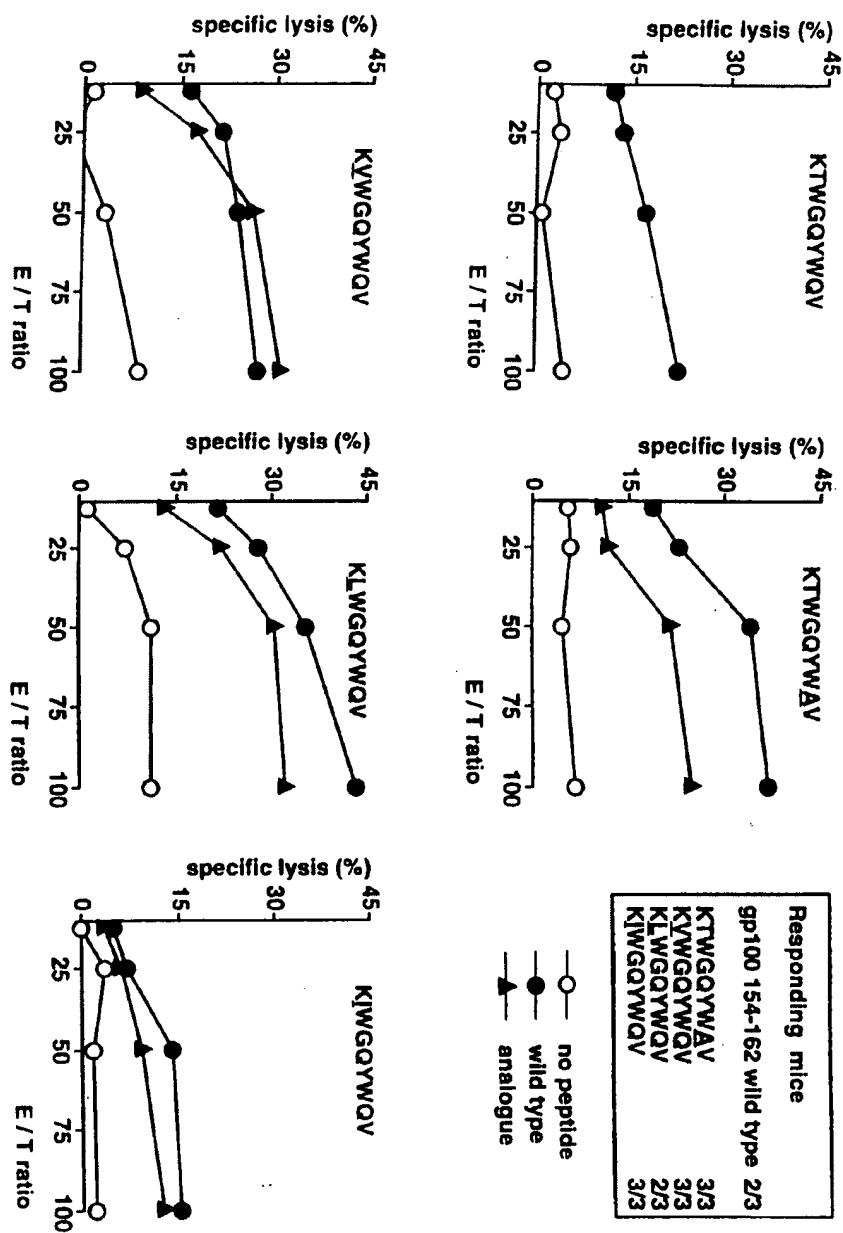 KTWGQYWQV
specific lysis (%)
45
30
15
0
25
50
75
100
E / T ratio
KTWGQYWAV
specific lysis (%)
45
30
15
0
25
50
75
100
E / T ratio
Responding mice
gp100 154-162 wild type 2/3
KTWGQYWAV 3/3
KVWGQYWQV 3/3
KLWGQYWQV 2/3
KIWGQYWQV 3/3
no peptide
wild type
analogue
KVWGQYWQV
specific lysis (%)
45
30
15
0
25
50
75
100
E / T ratio
KLWGQYWQV
specific lysis (%)
45
30
15
0
25
50
75
100
E / T ratio
KIWGQYWQV
specific lysis (%)
45
30
15
0
25
50
75
100
E / T ratio